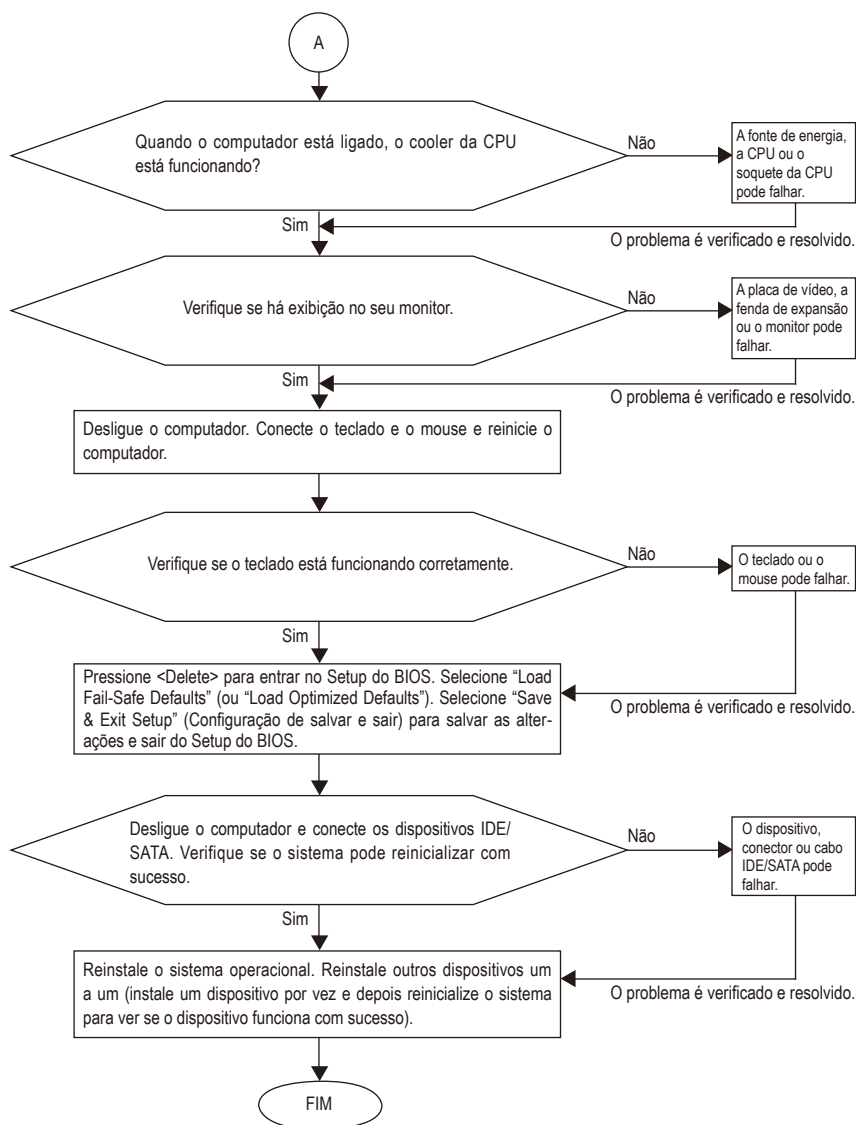 A
Quando o computador está ligado, o cooler da CPU
está funcionando?
Não
A fonte de energia,
a CPU ou o
soquete da CPU
pode falhar.
Sim
O problema é verificado e resolvido.
Verifique se há exibição no seu monitor.
Não
A placa de vídeo, a
fenda de expansão
ou o monitor pode
falhar.
Sim
O problema é verificado e resolvido.
Desligue o computador. Conecte o teclado e o mouse e reinicie o
computador.
Verifique se o teclado está funcionando corretamente.
Não
O teclado ou o
mouse pode falhar.
Sim
Pressione <Delete> para entrar no Setup do BIOS. Selecione “Load
Fail-Safe Defaults” (ou “Load Optimized Defaults”). Selecione “Save
& Exit Setup” (Configuração de salvar e sair) para salvar as alter-
ações e sair do Setup do BIOS.
O problema é verificado e resolvido.
Desligue o computador e conecte os dispositivos IDE/
SATA. Verifique se o sistema pode reinicializar com
sucesso.
Não
O dispositivo,
conector ou cabo
IDE/SATA pode
falhar.
Sim
Reinstale o sistema operacional. Reinstale outros dispositivos um
a um (instale um dispositivo por vez e depois reinicialize o sistema
para ver se o dispositivo funciona com sucesso).
O problema é verificado e resolvido.
FIM